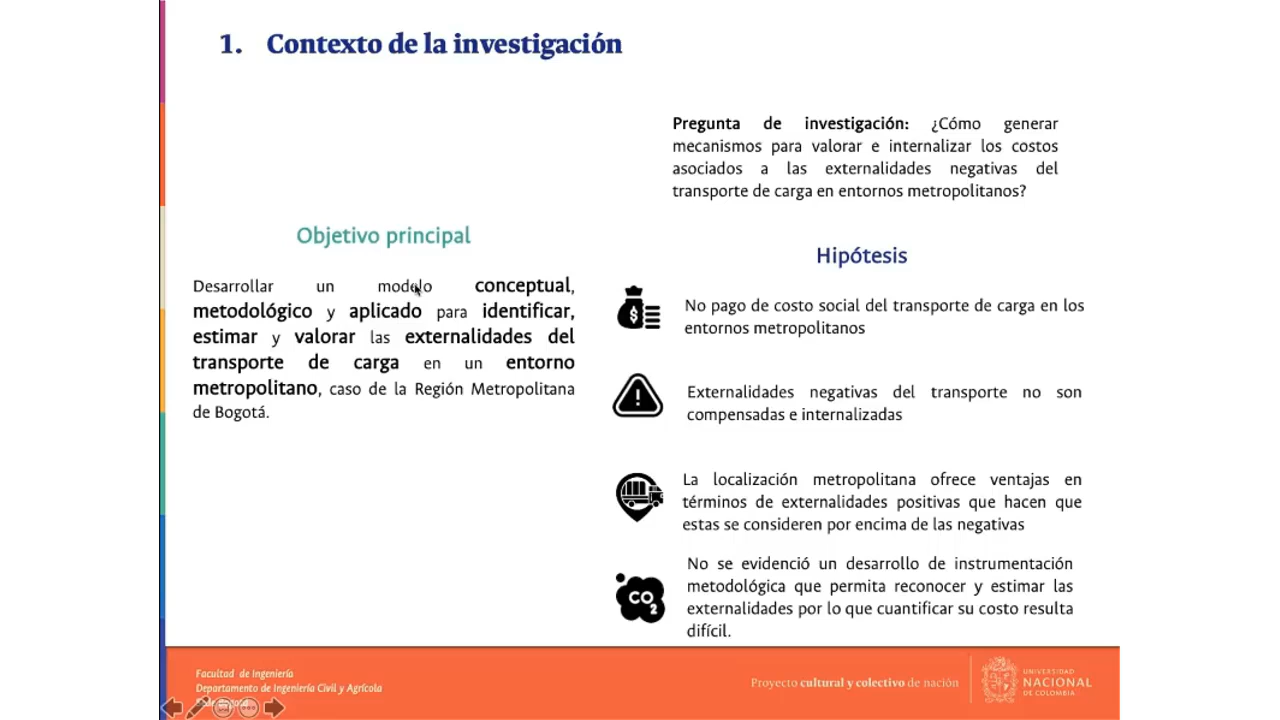 1. Contexto de la investigación
Pregunta de investigación: ¿Cómo generar
mecanismos para valorar e internalizar los costos
asociados a las externalidades negativas del
transporte de carga en entornos metropolitanos?
Objetivo principal
Desarrollar un modelo conceptual,
metodológico y aplicado para identificar,
estimar y valorar las externalidades del
transporte de carga en un entorno
metropolitano, caso de la Región Metropolitana
de Bogotá.
Hipótesis
$
No pago de costo social del transporte de carga en los
entornos metropolitanos
!
Externalidades negativas del transporte no son
compensadas e internalizadas
La localización metropolitana ofrece ventajas en
términos de externalidades positivas que hacen que
estas se consideren por encima de las negativas
CO2
No se evidenció un desarrollo de instrumentación
metodológica que permita reconocer y estimar las
externalidades por lo que cuantificar su costo resulta
difícil.
Facultad de Ingeniería
Departamento de Ingeniería Civil y Agrícola
Proyecto cultural y colectivo de nación
UNIVERSIDAD
NACIONAL
DE COLOMBIA